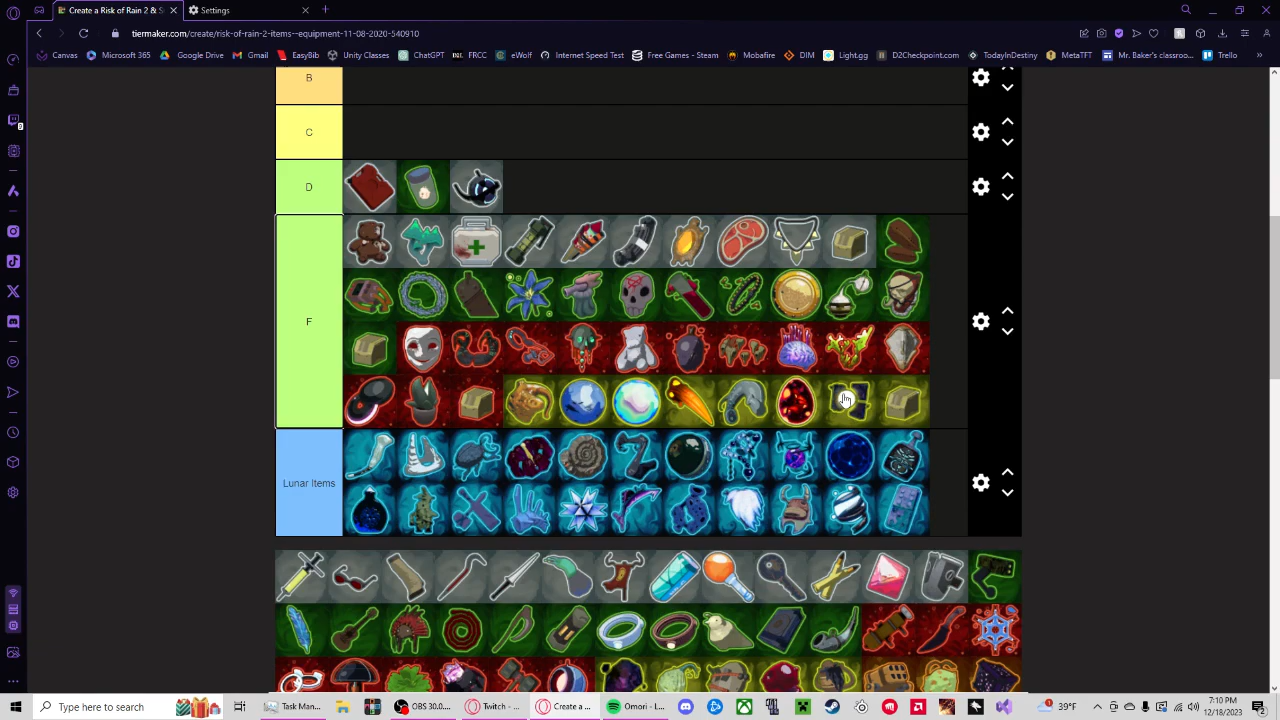 Create a Risk of Rain 2 & S
Settings
tiermaker.com/create/risk-of-rain-2-items--equipment-11-08-2020-540910
Canvas
Microsoft 365
Google Drive
Gmail
EasyBib
Unity Classes
ChatGPT
FRCC
eWolf
Internet Speed Test
Free Games - Steam
Mobafire
DIM
Light.gg
D2Checkpoint.com
TodayInDestiny
MetaTFT
Mr. Baker's classroo...
Trello
B
C
D
F
Lunar Items
Type here to search
Task Man...
OBS 30.0...
Twitch - ...
Create a ...
Omori - L...
39°F
7:10 PM
12/18/2023